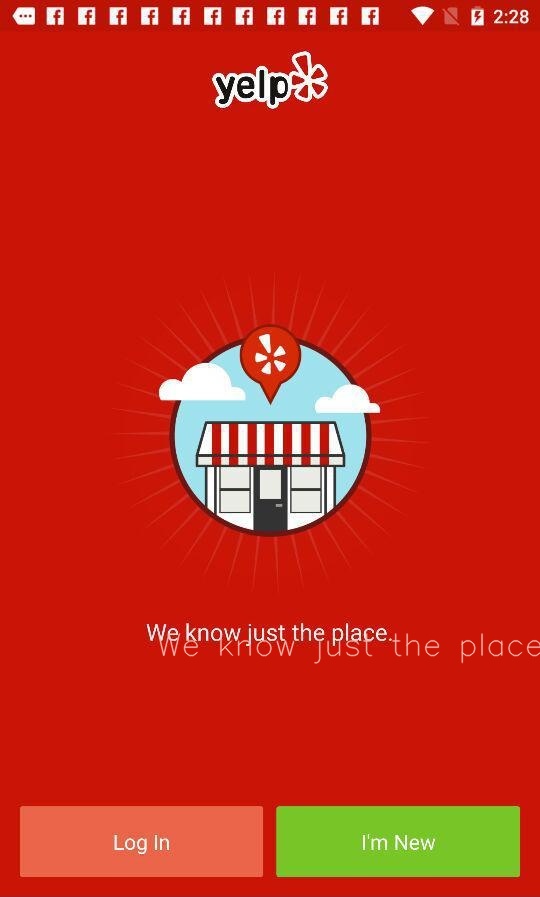 2:28
yelp
We know just the place.
We know just the place
Log In
I'm New